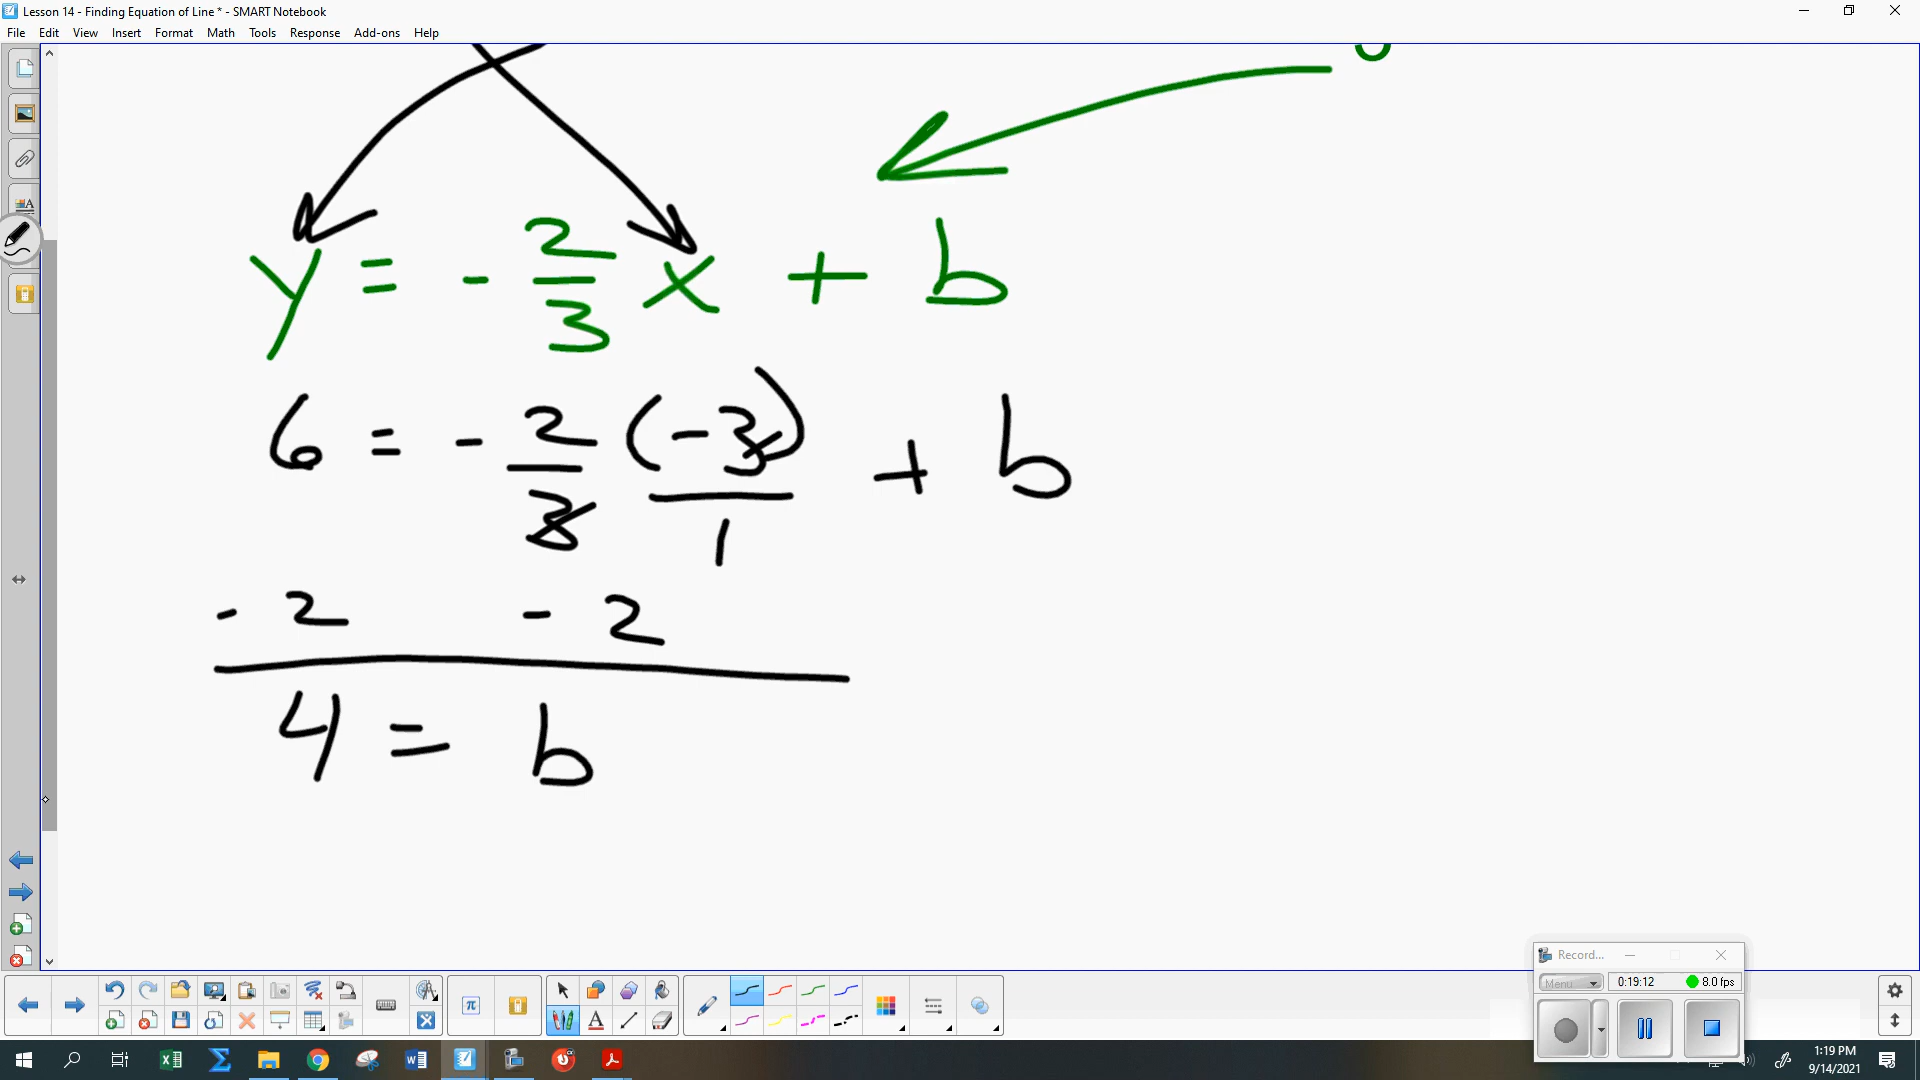 Lesson 14 - Finding Equation of Line * - SMART Notebook
File Edit View Insert Format Math Tools Response Add-ons Help
y = - 2/3 x + b
6 = - 2/3 (-3)/1 + b
- 2 - 2
4 = b
Record...
Menu 0:19:12 8.0 fps
1:19 PM
9/14/2021